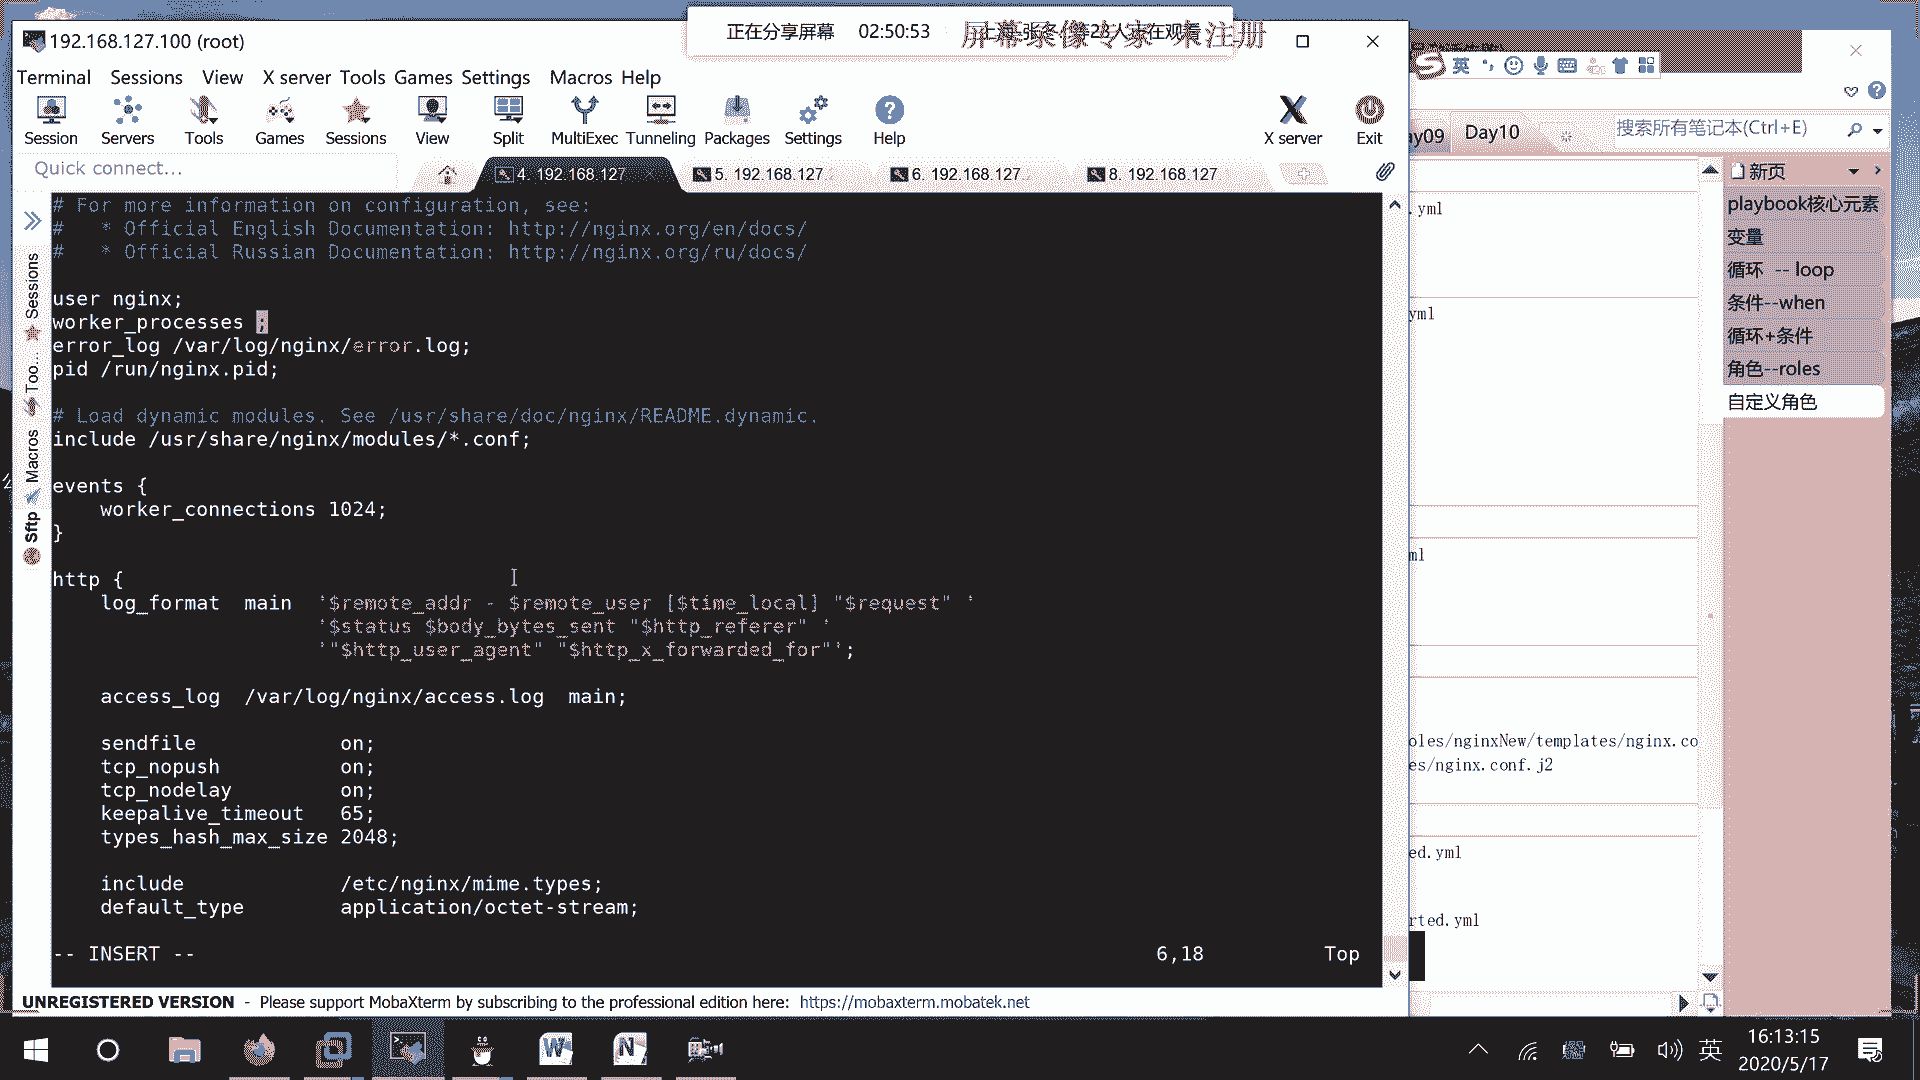 正在分享屏幕 02:50:53
屏幕录像专家 未注册
192.168.127.100 (root)
Terminal Sessions View X server Tools Games Settings Macros Help
Session Servers Tools Games Sessions View Split MultiExec Tunneling Packages Settings Help X server Exit
Quick connect...
4. 192.168.127
5. 192.168.127.
6. 192.168.127.
8. 192.168.127
Sessions
Too...
Macros
Sftp
# For more information on configuration, see:
#   * Official English Documentation: http://nginx.org/en/docs/
#   * Official Russian Documentation: http://nginx.org/ru/docs/
user nginx;
worker_processes ;
error_log /var/log/nginx/error.log;
pid /run/nginx.pid;
# Load dynamic modules. See /usr/share/doc/nginx/README.dynamic.
include /usr/share/nginx/modules/*.conf;
events {
    worker_connections 1024;
}
http {
    log_format  main  '$remote_addr - $remote_user [$time_local] "$request" '
                      '$status $body_bytes_sent "$http_referer" '
                      '"$http_user_agent" "$http_x_forwarded_for"';
    access_log  /var/log/nginx/access.log  main;
    sendfile            on;
    tcp_nopush          on;
    tcp_nodelay         on;
    keepalive_timeout   65;
    types_hash_max_size 2048;
    include             /etc/nginx/mime.types;
    default_type        application/octet-stream;
-- INSERT --
6,18
Top
UNREGISTERED VERSION - Please support MobaXterm by subscribing to the professional edition here: https://mobaxterm.mobatek.net
英
ay09
Day10
搜索所有笔记本(Ctrl+E)
.yml
yml
ml
oles/nginxNew/templates/nginx.co
es/nginx.conf.j2
ed.yml
rted.yml
新页
playbook核心元素
变量
循环 -- loop
条件--when
循环+条件
角色--roles
自定义角色
英
16:13:15
2020/5/17